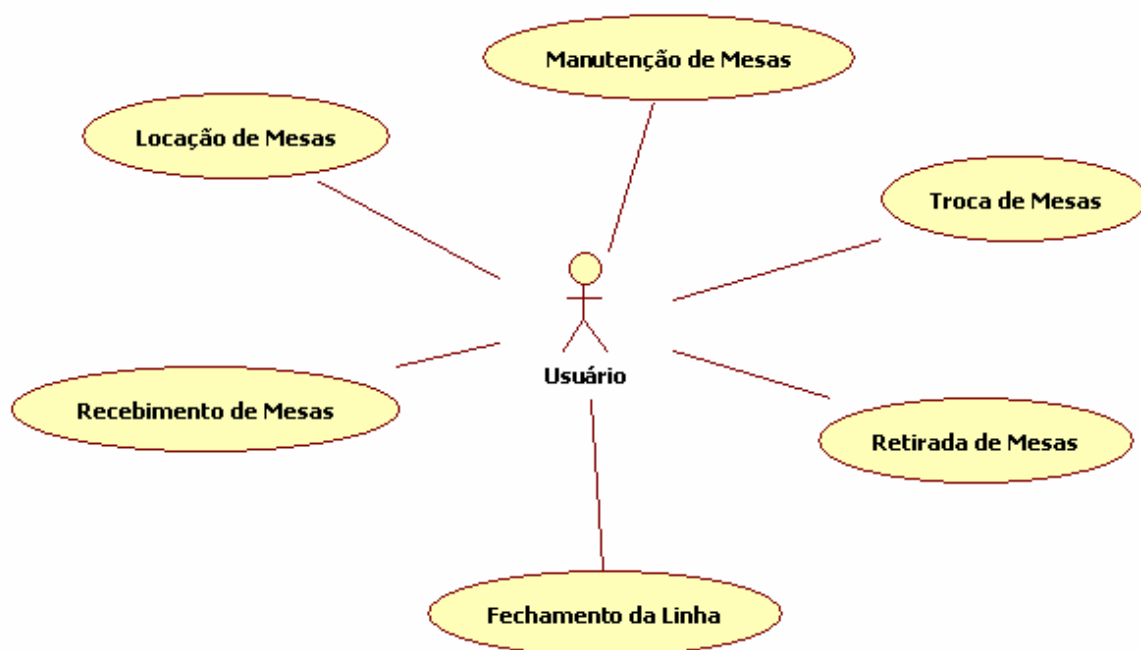 Manutenção de Mesas
Locação de Mesas
Troca de Mesas
Usuário
Recebimento de Mesas
Retirada de Mesas
Fechamento da Linha